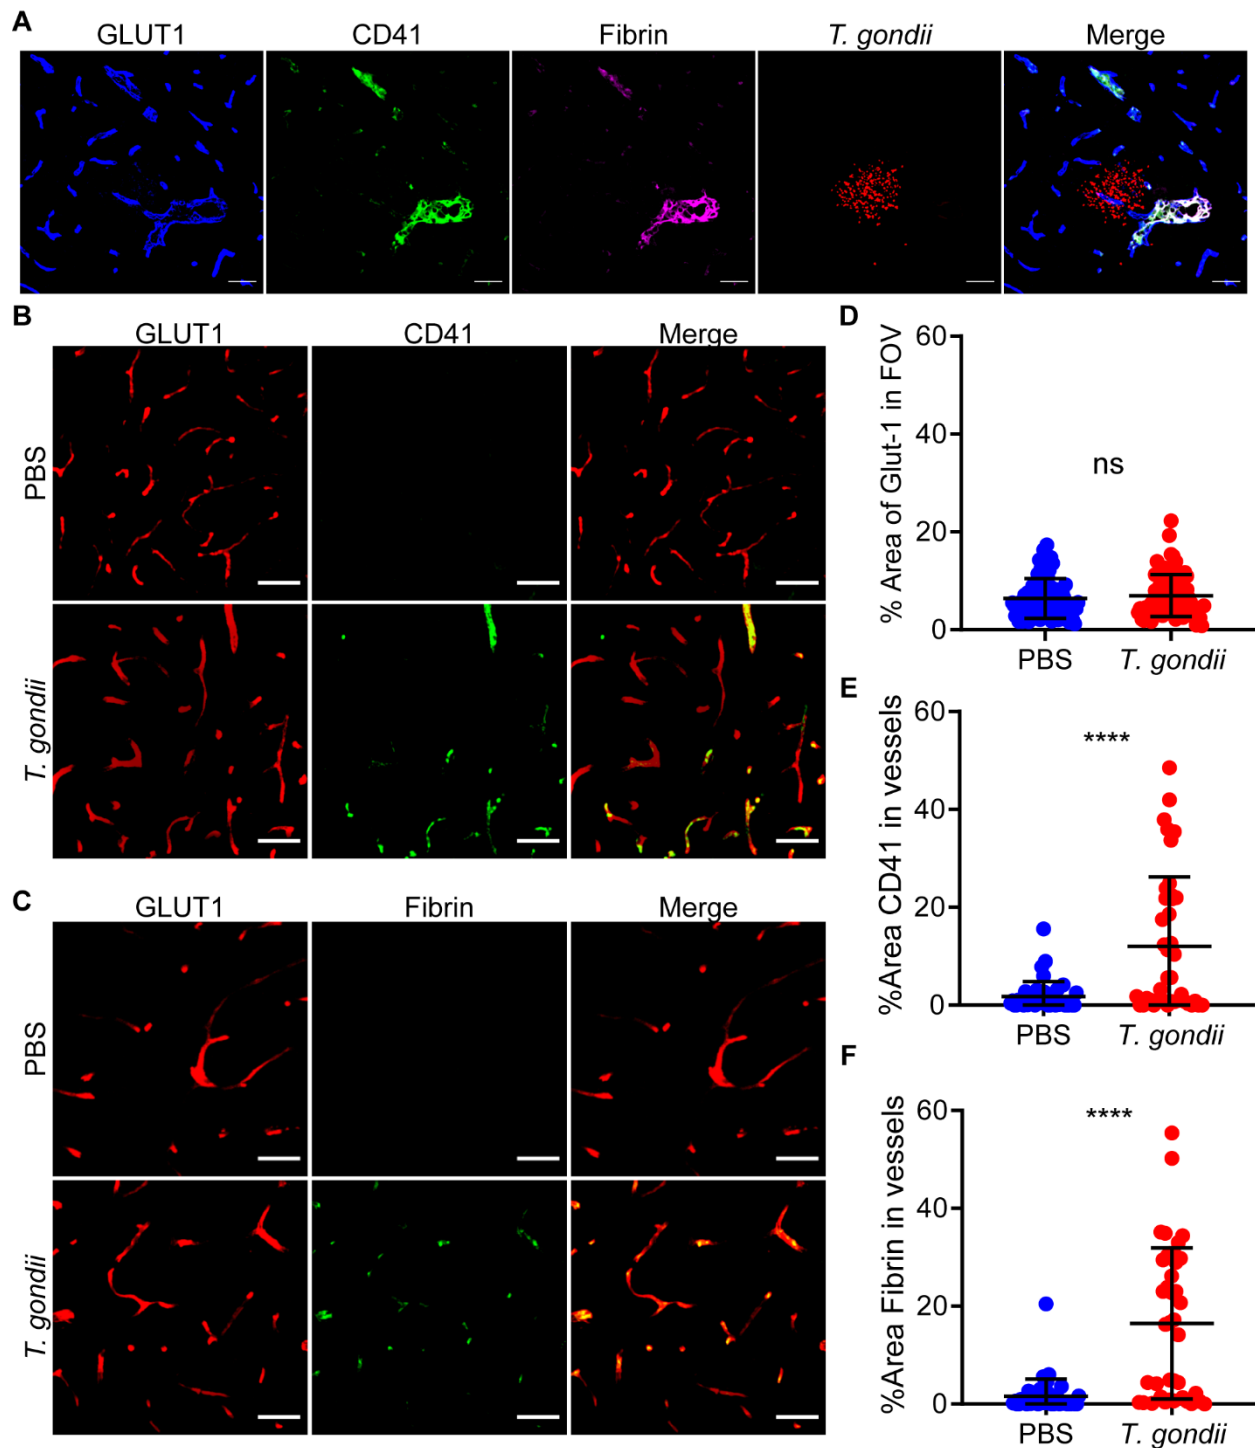 A
GLUT1 CD41 Fibrin T. gondii Merge
B
GLUT1 CD41 Merge
PBS
T. gondii
C
GLUT1 Fibrin Merge
PBS
T. gondii
D
% Area of Glut-1 in FOV
60
40
20
0
ns
PBS T. gondii
E
%Area CD41 in vessels
60
40
20
0
****
PBS T. gondii
F
%Area Fibrin in vessels
60
40
20
0
****
PBS T. gondii